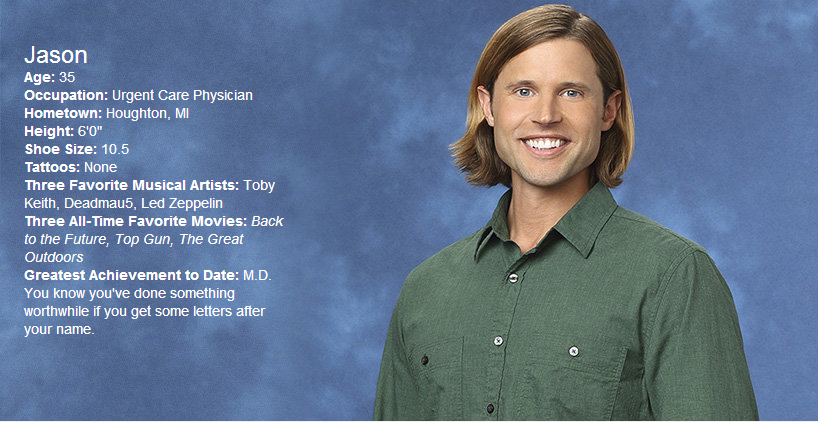 Jason
Age: 35
Occupation: Urgent Care Physician
Hometown: Houghton, MI
Height: 6'0"
Shoe Size: 10.5
Tattoos: None
Three Favorite Musical Artists: Toby
Keith, Deadmau5, Led Zeppelin
Three All-Time Favorite Movies: Back
to the Future, Top Gun, The Great
Outdoors
Greatest Achievement to Date: M.D.
You know you've done something
worthwhile if you get some letters after
your name.